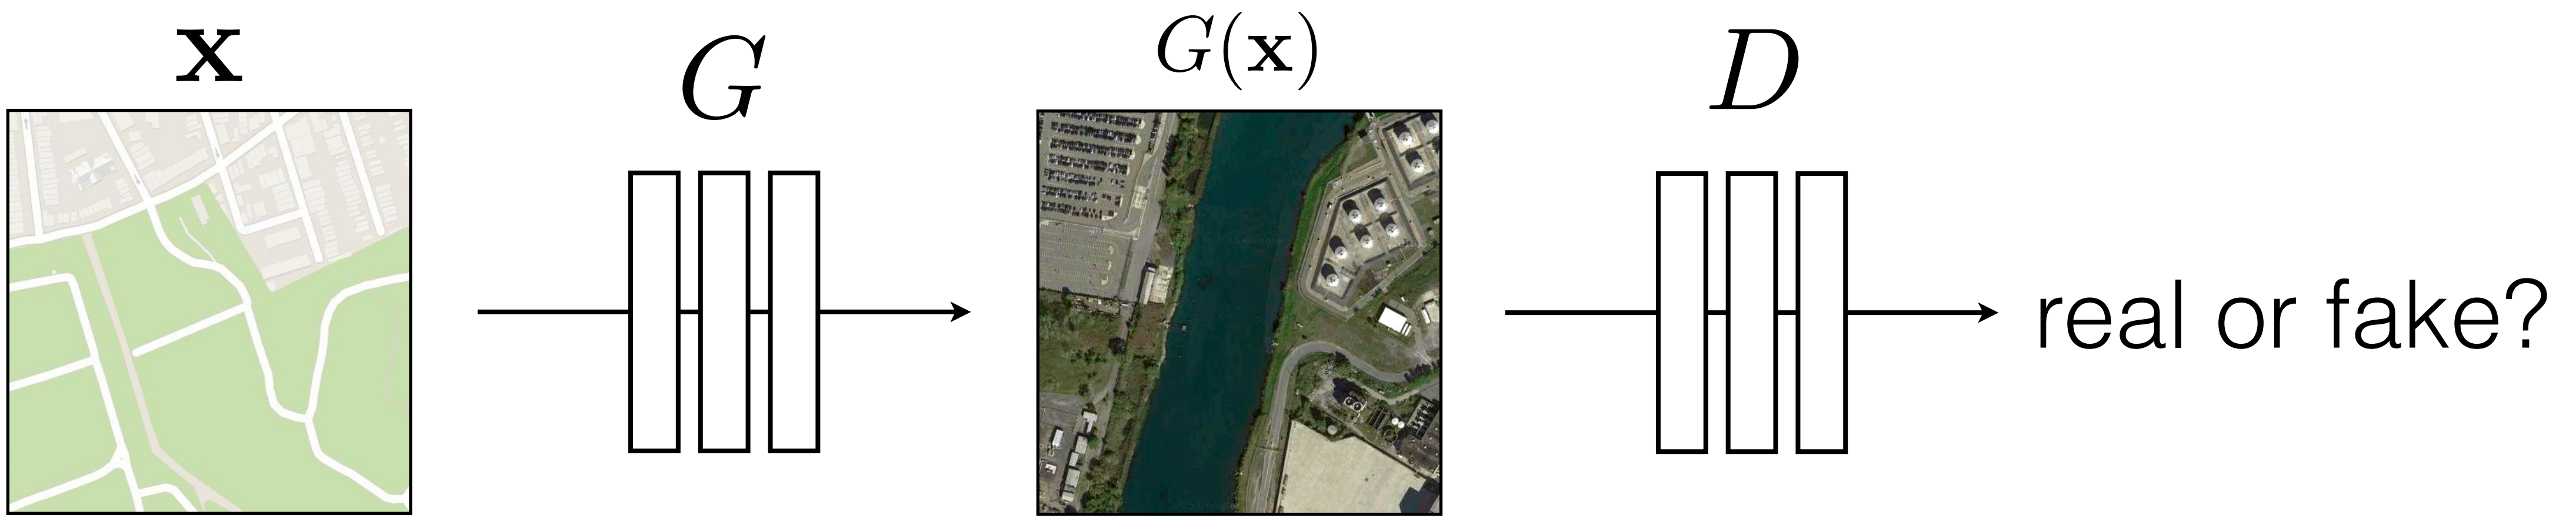 x
G
G(x)
D
real or fake?